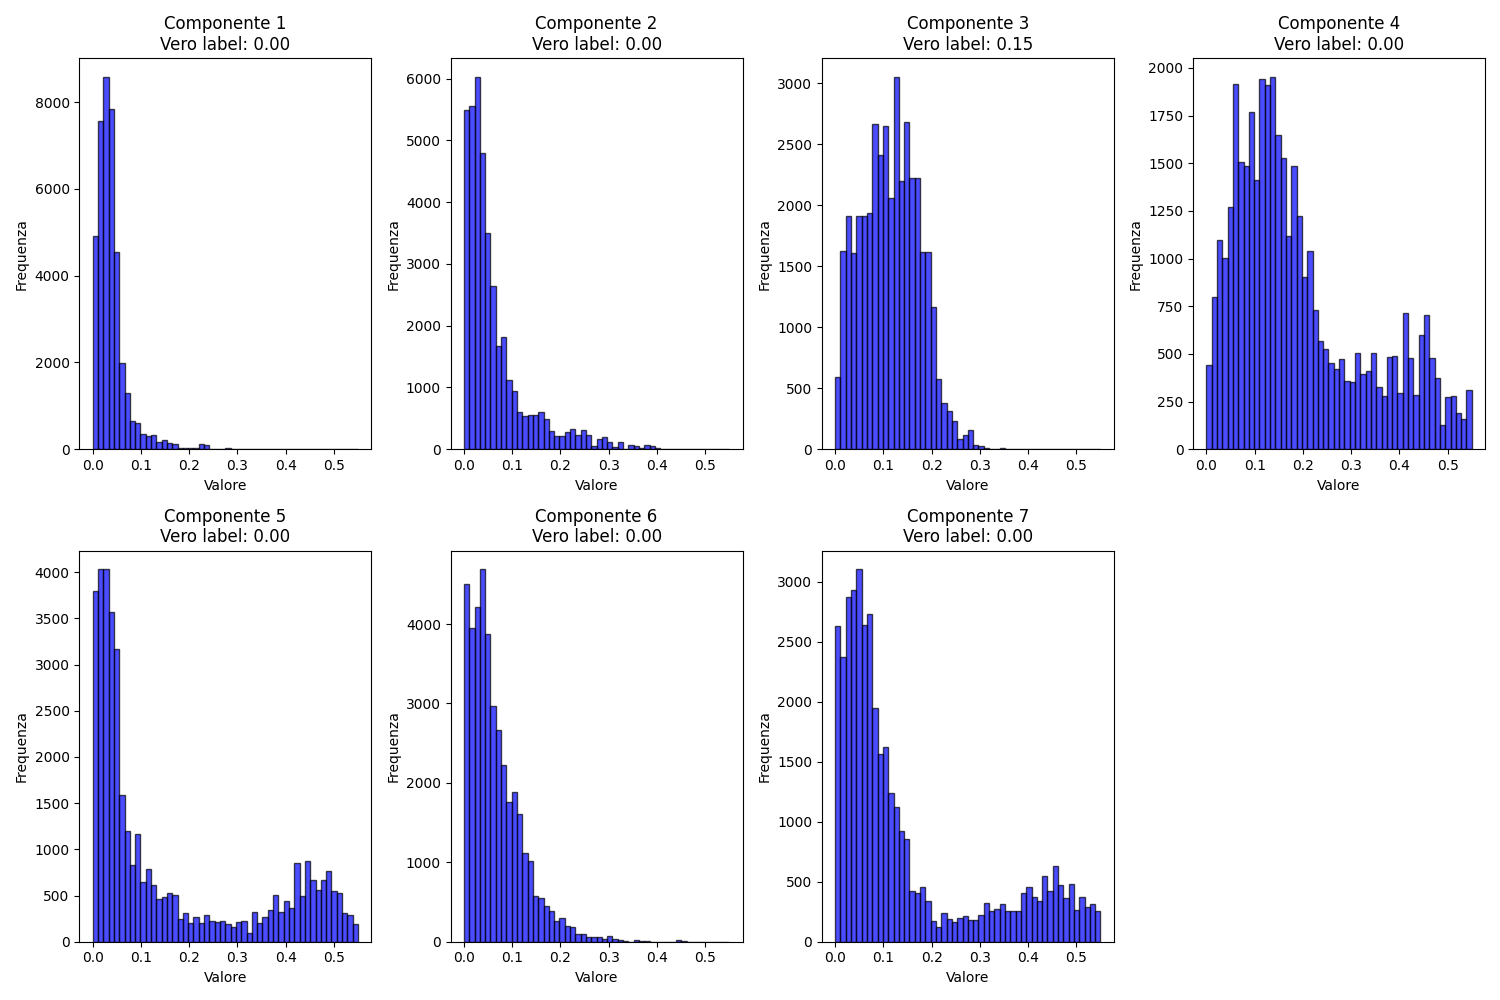 Componente 1
Vero label: 0.00
Frequenza
8000
6000
4000
2000
0
0.0 0.1 0.2 0.3 0.4 0.5
Valore
Componente 2
Vero label: 0.00
Frequenza
6000
5000
4000
3000
2000
1000
0
0.0 0.1 0.2 0.3 0.4 0.5
Valore
Componente 3
Vero label: 0.15
Frequenza
3000
2500
2000
1500
1000
500
0
0.0 0.1 0.2 0.3 0.4 0.5
Valore
Componente 4
Vero label: 0.00
Frequenza
2000
1750
1500
1250
1000
750
500
250
0
0.0 0.1 0.2 0.3 0.4 0.5
Valore
Componente 5
Vero label: 0.00
Frequenza
4000
3500
3000
2500
2000
1500
1000
500
0
0.0 0.1 0.2 0.3 0.4 0.5
Valore
Componente 6
Vero label: 0.00
Frequenza
4000
3000
2000
1000
0
0.0 0.1 0.2 0.3 0.4 0.5
Valore
Componente 7
Vero label: 0.00
Frequenza
3000
2500
2000
1500
1000
500
0
0.0 0.1 0.2 0.3 0.4 0.5
Valore